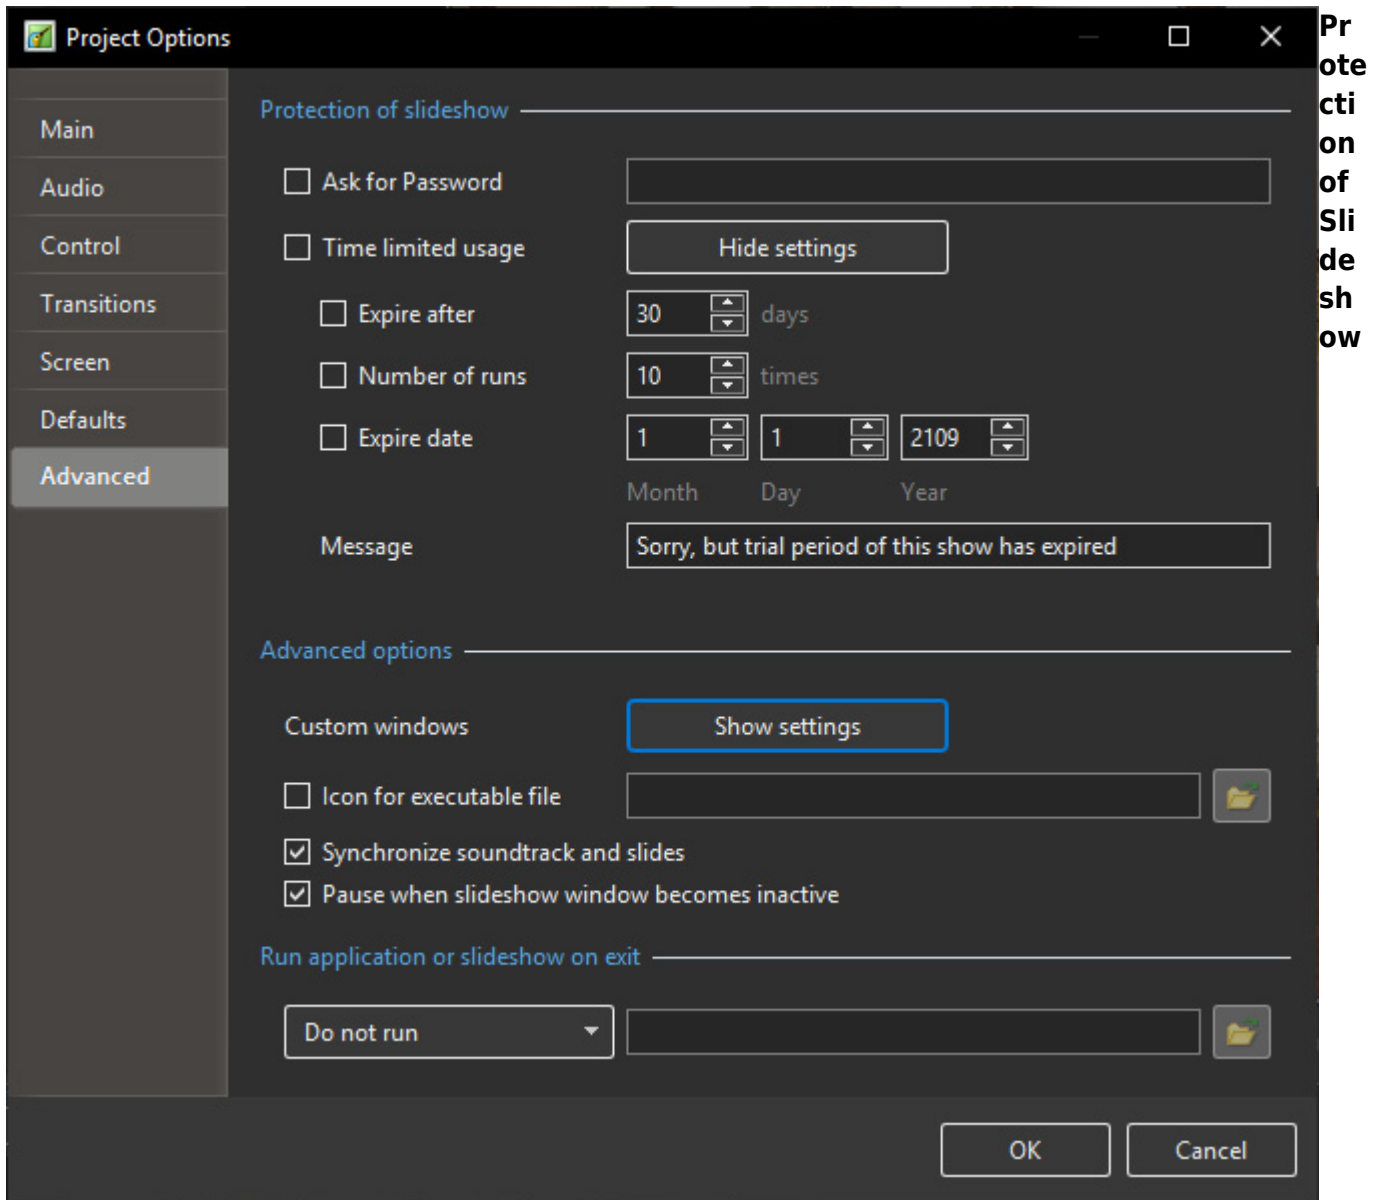 Project Options
Main
Audio
Control
Transitions
Screen
Defaults
Advanced
Protection of slideshow
Ask for Password
Time limited usage Hide settings
Expire after 30 days
Number of runs 10 times
Expire date 1 1 2109
Month Day Year
Message Sorry, but trial period of this show has expired
Advanced options
Custom windows Show settings
Icon for executable file
Synchronize soundtrack and slides
Pause when slideshow window becomes inactive
Run application or slideshow on exit
Do not run
OK Cancel
Pr
ote
cti
on
of
Sli
de
sh
ow